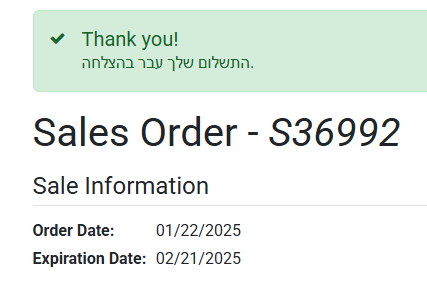 Thank you!
התשלום שלך עבר בהצלחה.
Sales Order - S36992
Sale Information
Order Date: 01/22/2025
Expiration Date: 02/21/2025